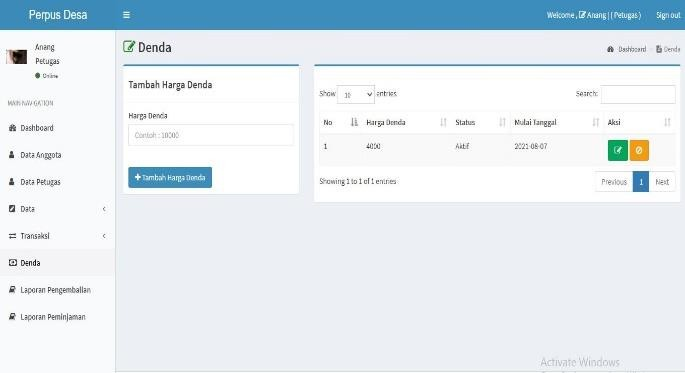 Perpus Desa
Welcome , Anang | ( Petugas ) Sign out
Anang
Petugas
Online
MAIN NAVIGATION
Dashboard
Data Anggota
Data Petugas
Data
Transaksi
Denda
Laporan Pengembalian
Laporan Peminjaman
Denda
Dashboard Denda
Tambah Harga Denda
Harga Denda
Contoh : 10000
Tambah Harga Denda
Show 10 entries Search:
No Harga Denda Status Mulai Tanggal Aksi
1 4000 Aktif 2021-08-07
Showing 1 to 1 of 1 entries Previous 1 Next
Activate Windows